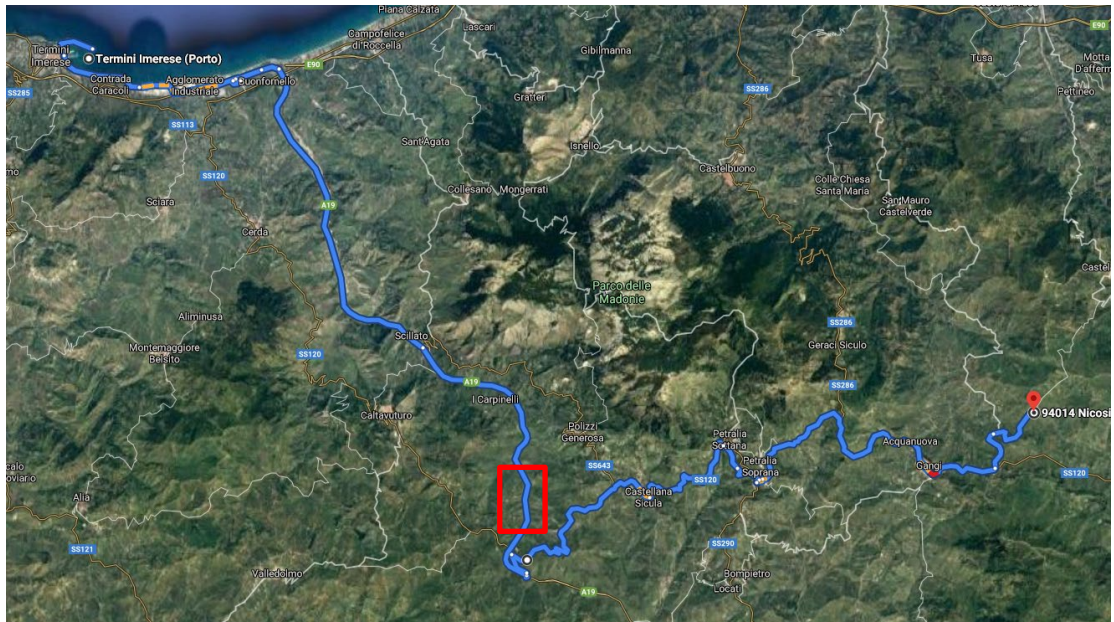 Piana Calzata
Lascari
Campofelice
di Roccella
E90
E90
Termini
Imerese
Termini Imerese (Porto)
Gibilmanna
Tusa
Motta
Contrada
Caracoli
Agglomerato
Industriale
Buonfornello
SS285
SS286
Pettineo
Gratteri
SS113
Sant'Agata
Isnello
SS120
Castelbuono
Colle Chiesa
Santa Maria
Sciara
A19
Collesano
Mongerrati
San Mauro
Castelverde
Cerda
Castel
Parco delle
Madonie
Aliminusa
SS286
Scillato
Geraci Siculo
Montemaggiore
Belsito
SS120
A19
SS286
I Carpinelli
94014 Nicosi
Caltavuturo
Polizzi
Generosa
Petralia
Sottana
Acquanuova
Petralia
Soprana
Gangi
SS643
SS120
SS120
Castellana
Sicula
Alia
SS121
SS290
Valledolmo
Bompietro
A19
Locati